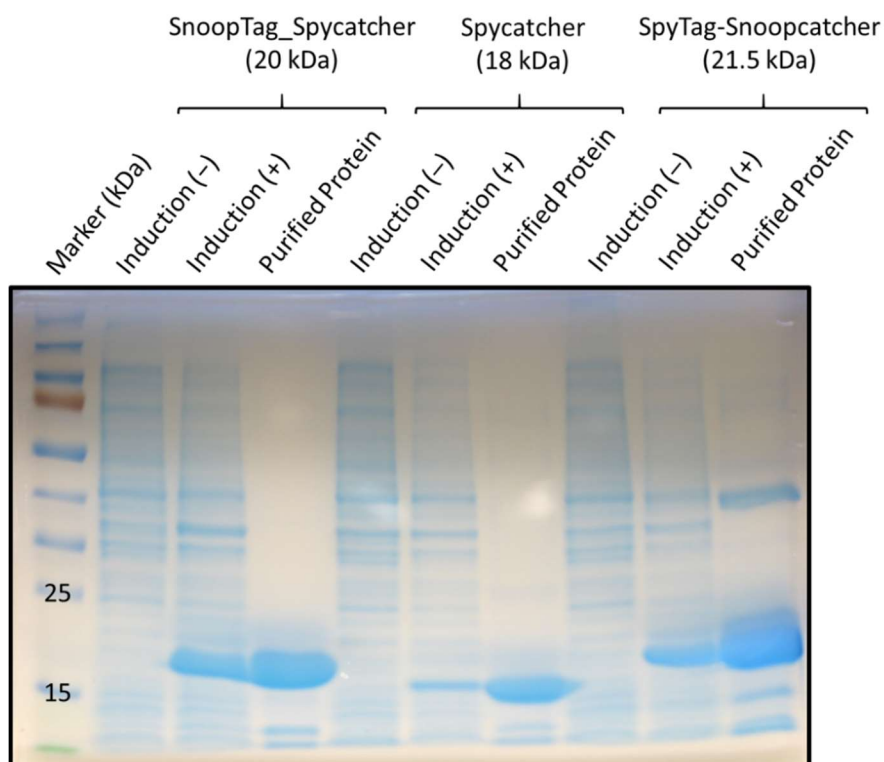 SnoopTag_Spycatcher
(20 kDa)
Spycatcher
(18 kDa)
SpyTag-Snoopcatcher
(21.5 kDa)
Marker (kDa)
Induction (–)
Induction (+)
Purified Protein
Induction (–)
Induction (+)
Purified Protein
Induction (–)
Induction (+)
Purified Protein
25
15